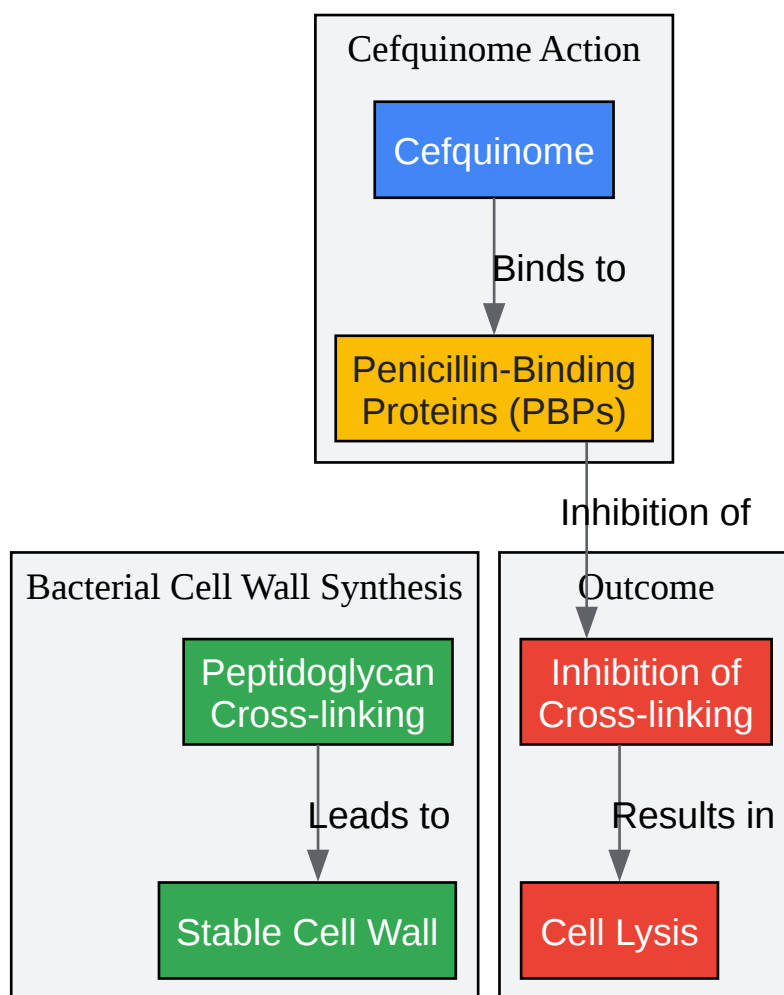 Cefquinome Action
Cefquinome
Binds to
Penicillin-Binding
Proteins (PBPs)
Inhibition of
Bacterial Cell Wall Synthesis
Peptidoglycan
Cross-linking
Leads to
Stable Cell Wall
Outcome
Inhibition of
Cross-linking
Results in
Cell Lysis